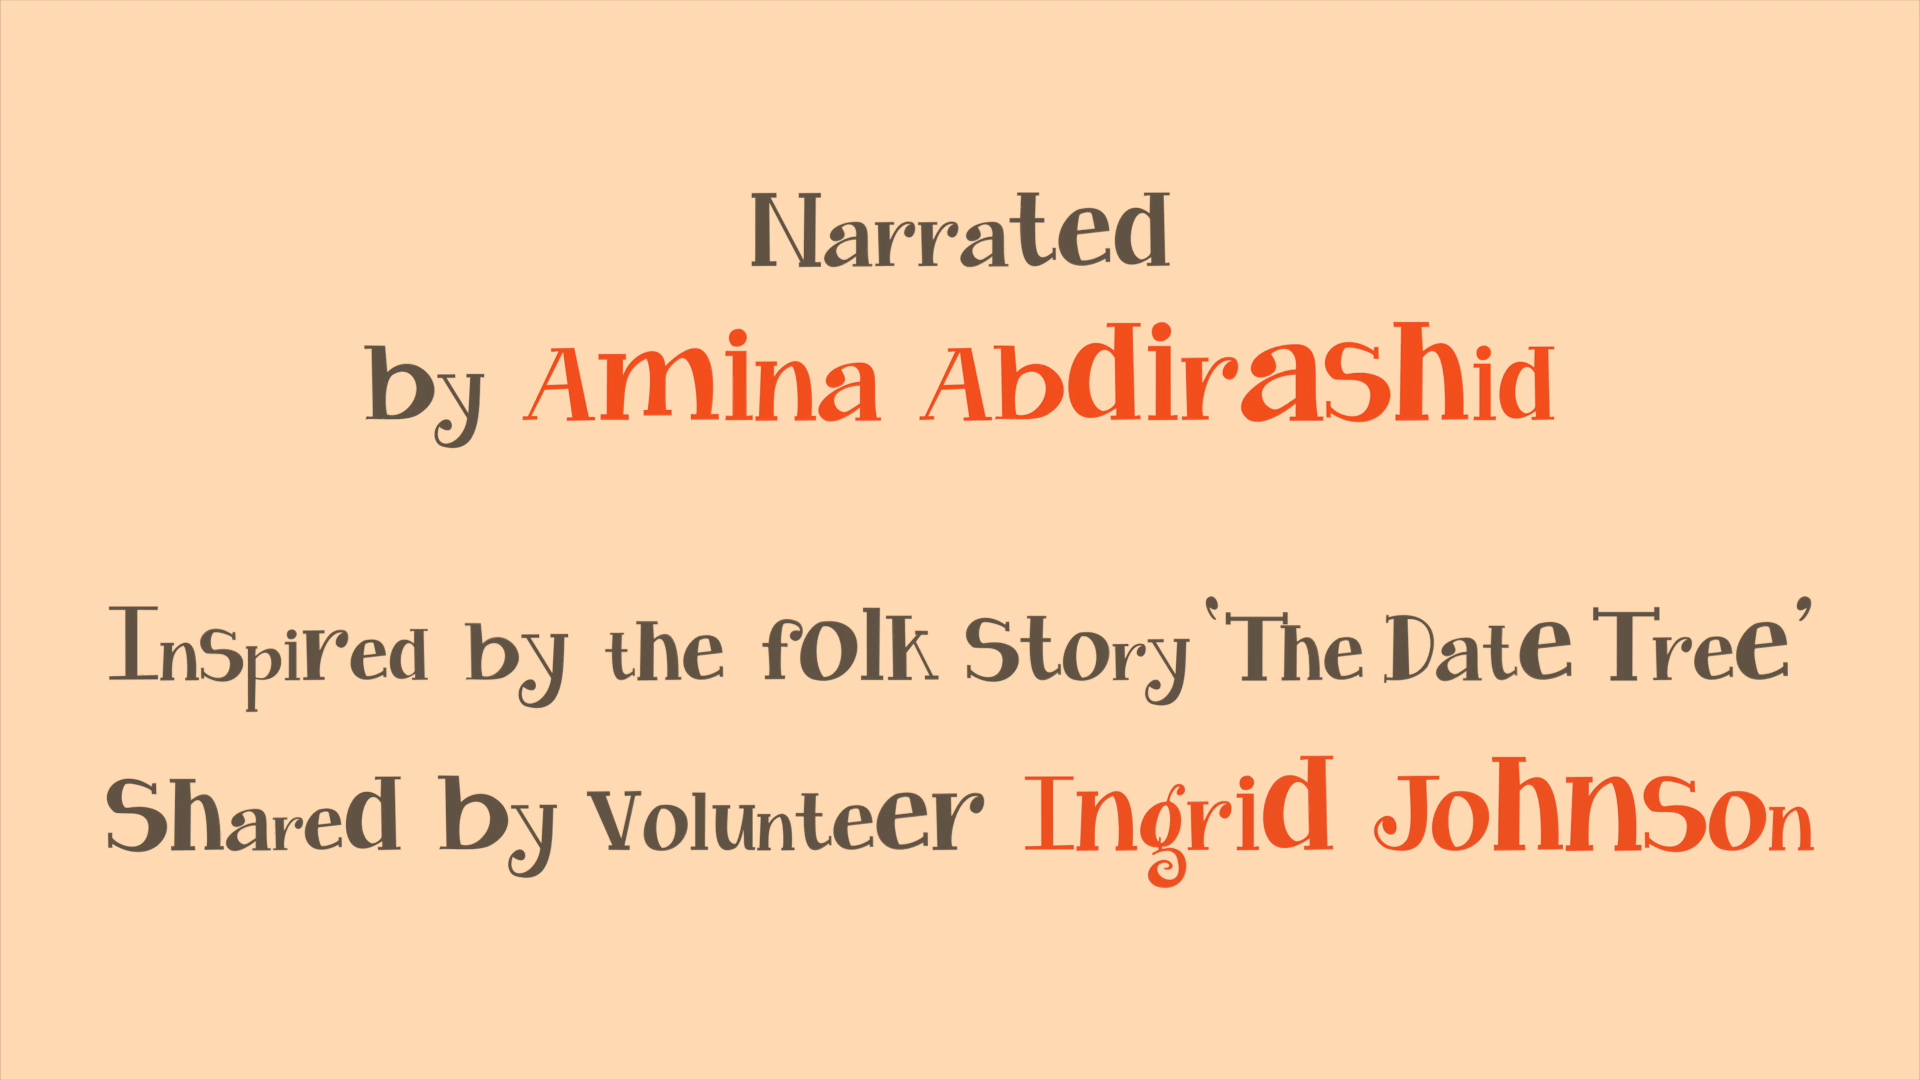 Narrated
by Amina Abdirashid
Inspired by the folk Story ‘The Date Tree’
Shared by Volunteer Ingrid Johnson